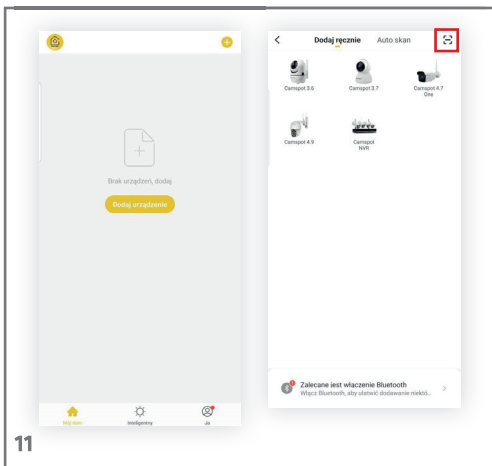 Brak urządzeń, dodaj
Dodaj urządzenie
Mój dom
Inteligentny
Ja
Dodaj ręcznie
Auto skan
Camspot 3.6
Camspot 3.7
Camspot 4.7
One
Camspot 4.9
Camspot
NVR
Zalecane jest włączenie Bluetooth
Włącz Bluetooth, aby ułatwić dodawanie niektó...
11